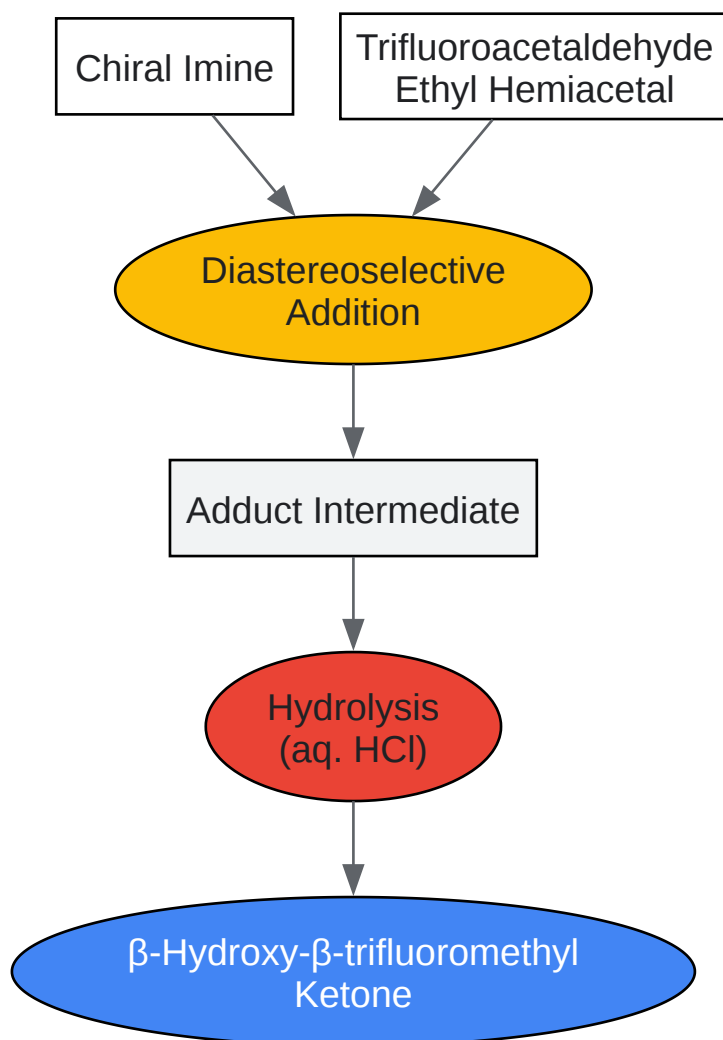 Chiral Imine
Trifluoroacetaldehyde
Ethyl Hemiacetal
Diastereoselective
Addition
Adduct Intermediate
Hydrolysis
(aq. HCl)
β-Hydroxy-β-trifluoromethyl
Ketone